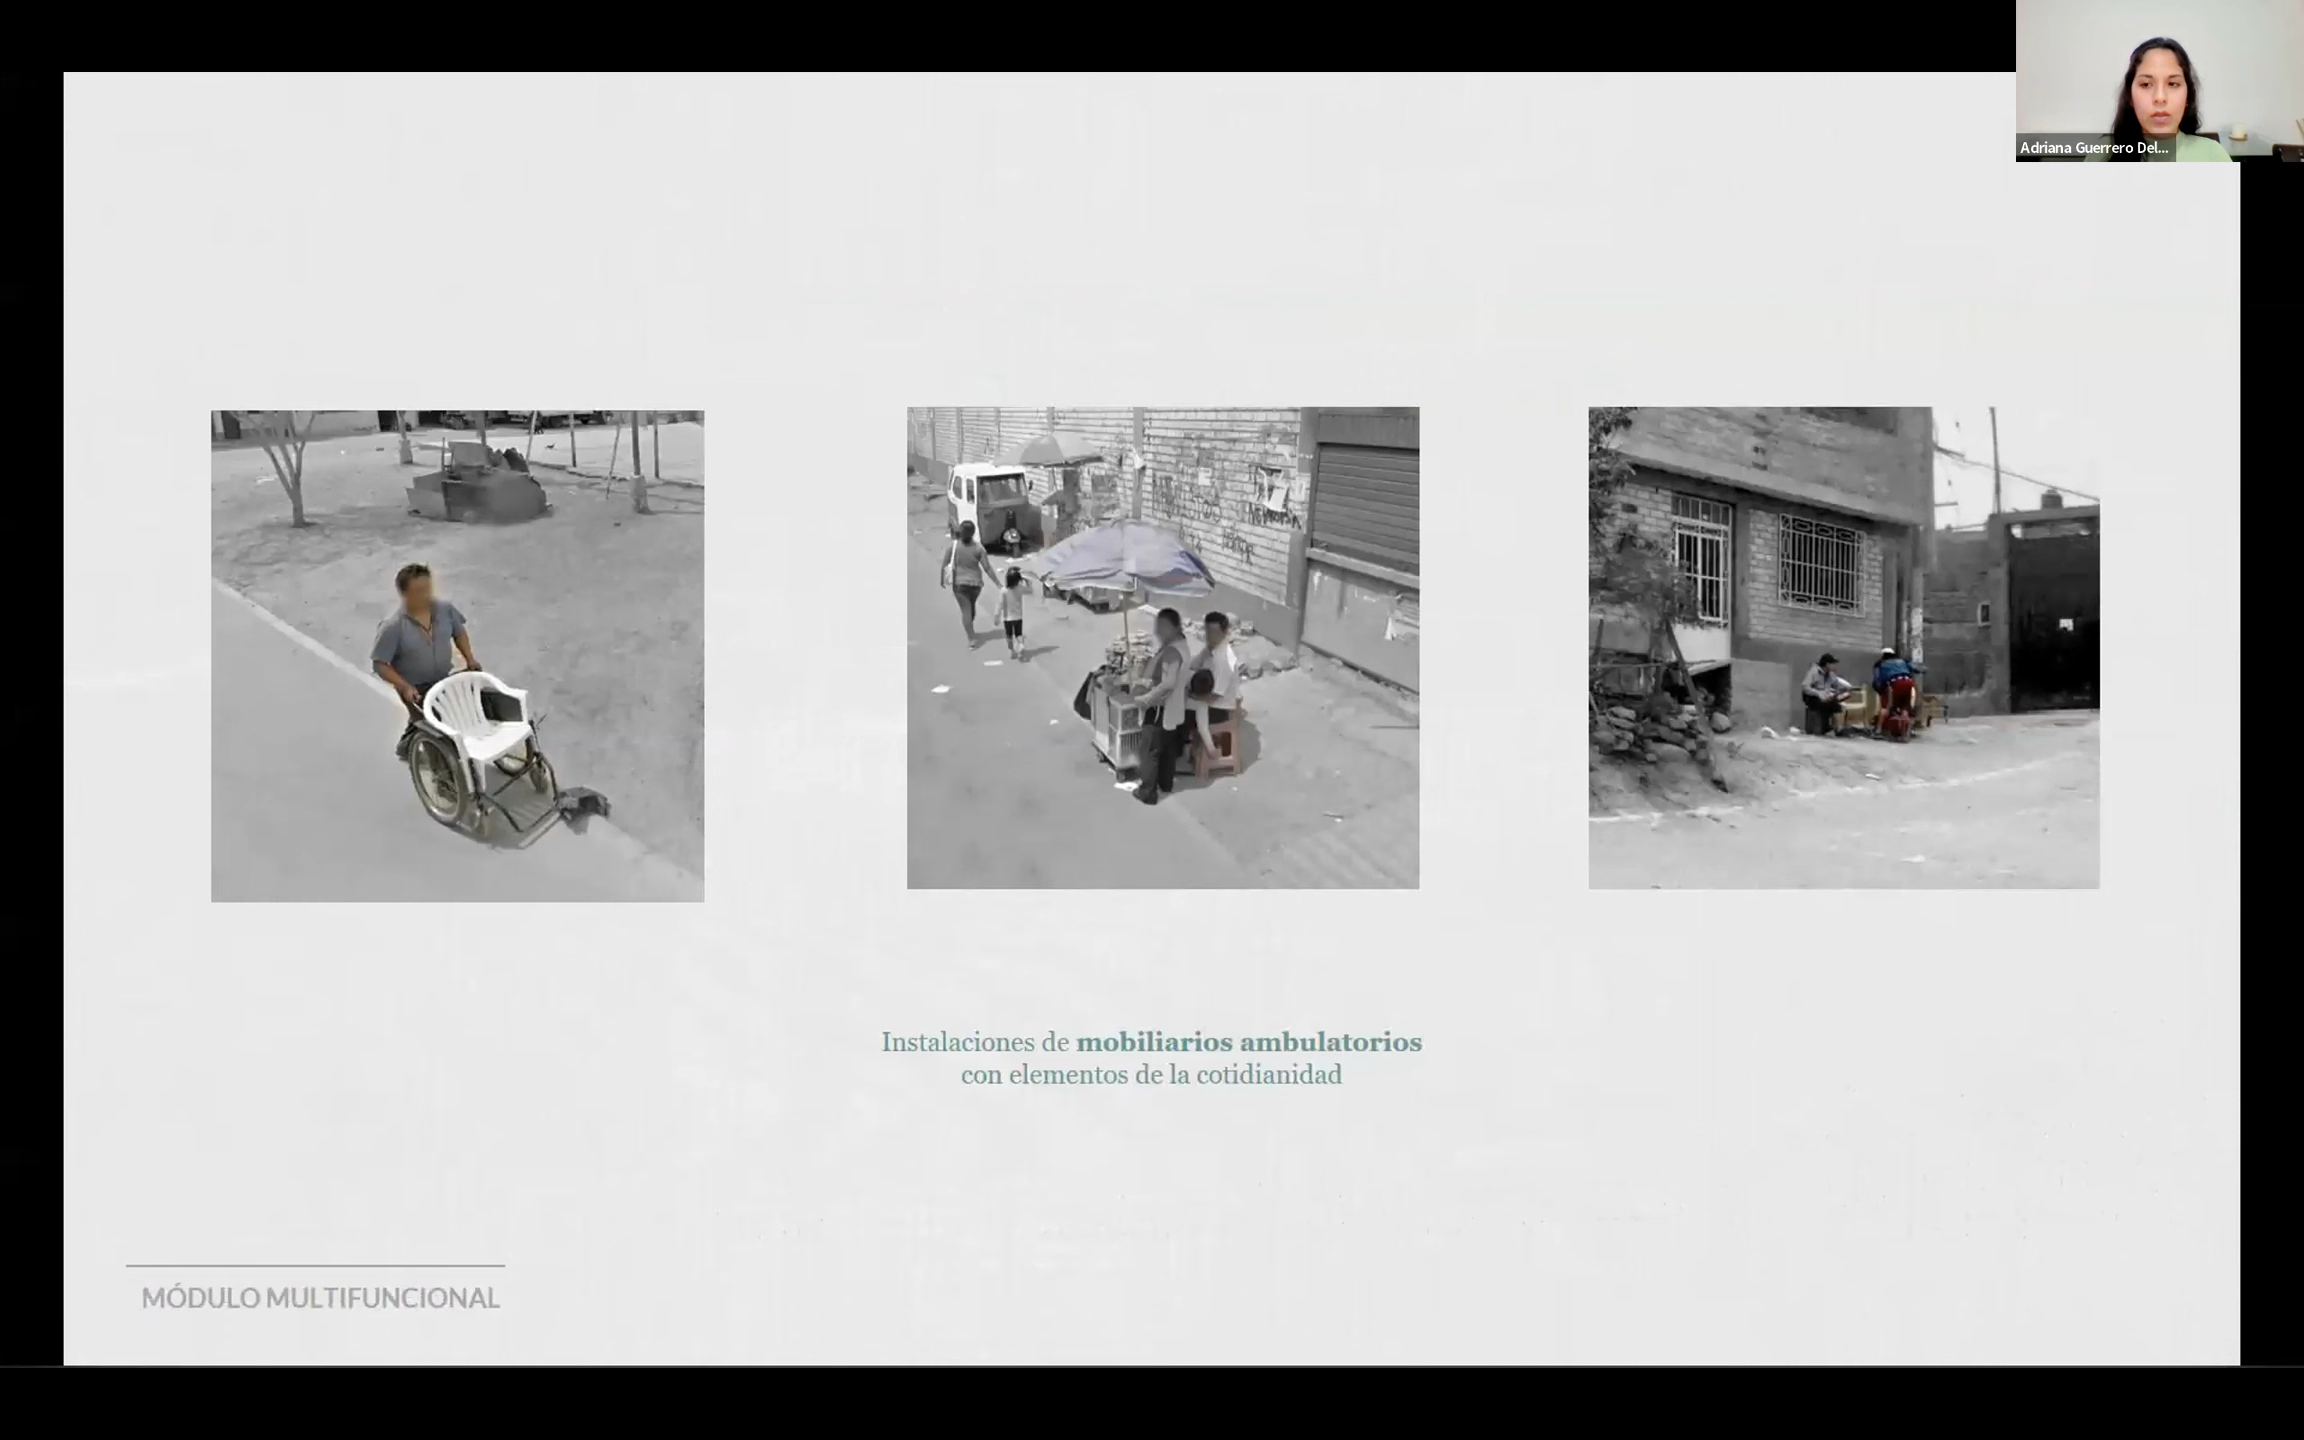 Adriana Guerrero Del...
Instalaciones de mobiliarios ambulatorios
con elementos de la cotidianidad
MÓDULO MULTIFUNCIONAL